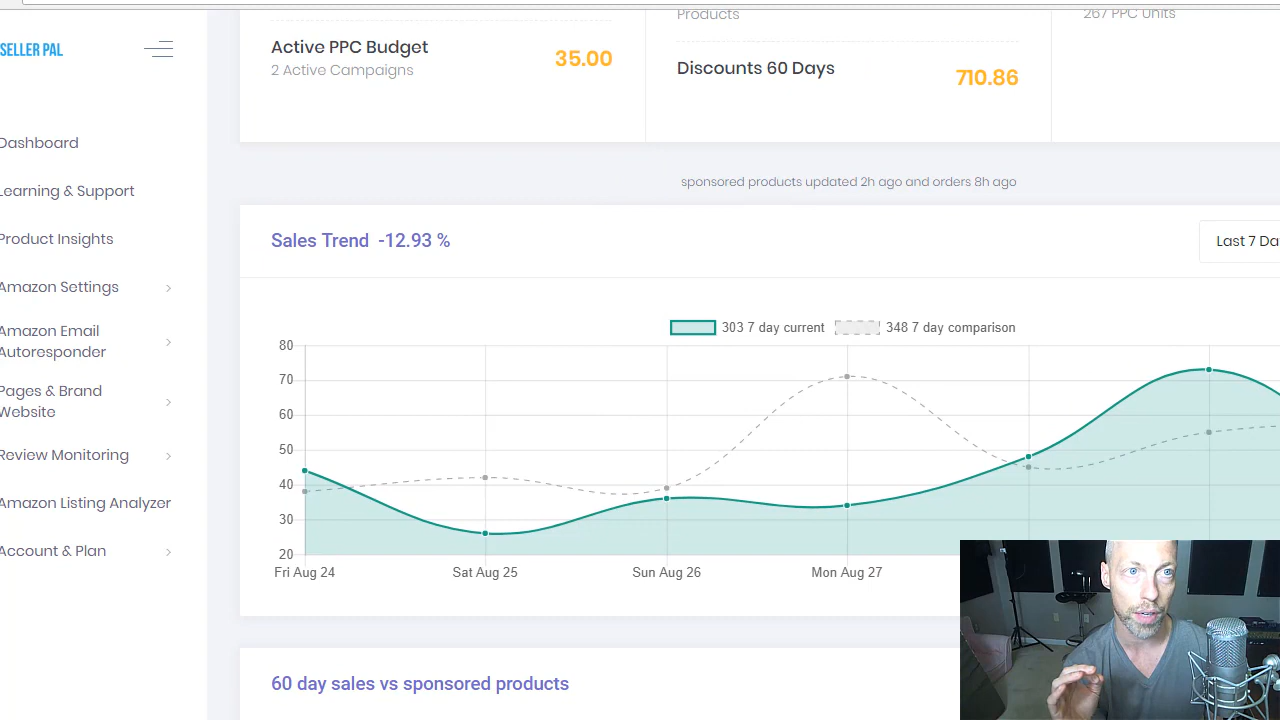 SELLER PAL
Dashboard
Learning & Support
Product Insights
Amazon Settings
Amazon Email
Autoresponder
Pages & Brand
Website
Review Monitoring
Amazon Listing Analyzer
Account & Plan
Active PPC Budget
2 Active Campaigns
35.00
Products
Discounts 60 Days
710.86
267 PPC Units
sponsored products updated 2h ago and orders 8h ago
Sales Trend -12.93 %
Last 7 Da
303 7 day current
348 7 day comparison
80
70
60
50
40
30
20
Fri Aug 24
Sat Aug 25
Sun Aug 26
Mon Aug 27
60 day sales vs sponsored products